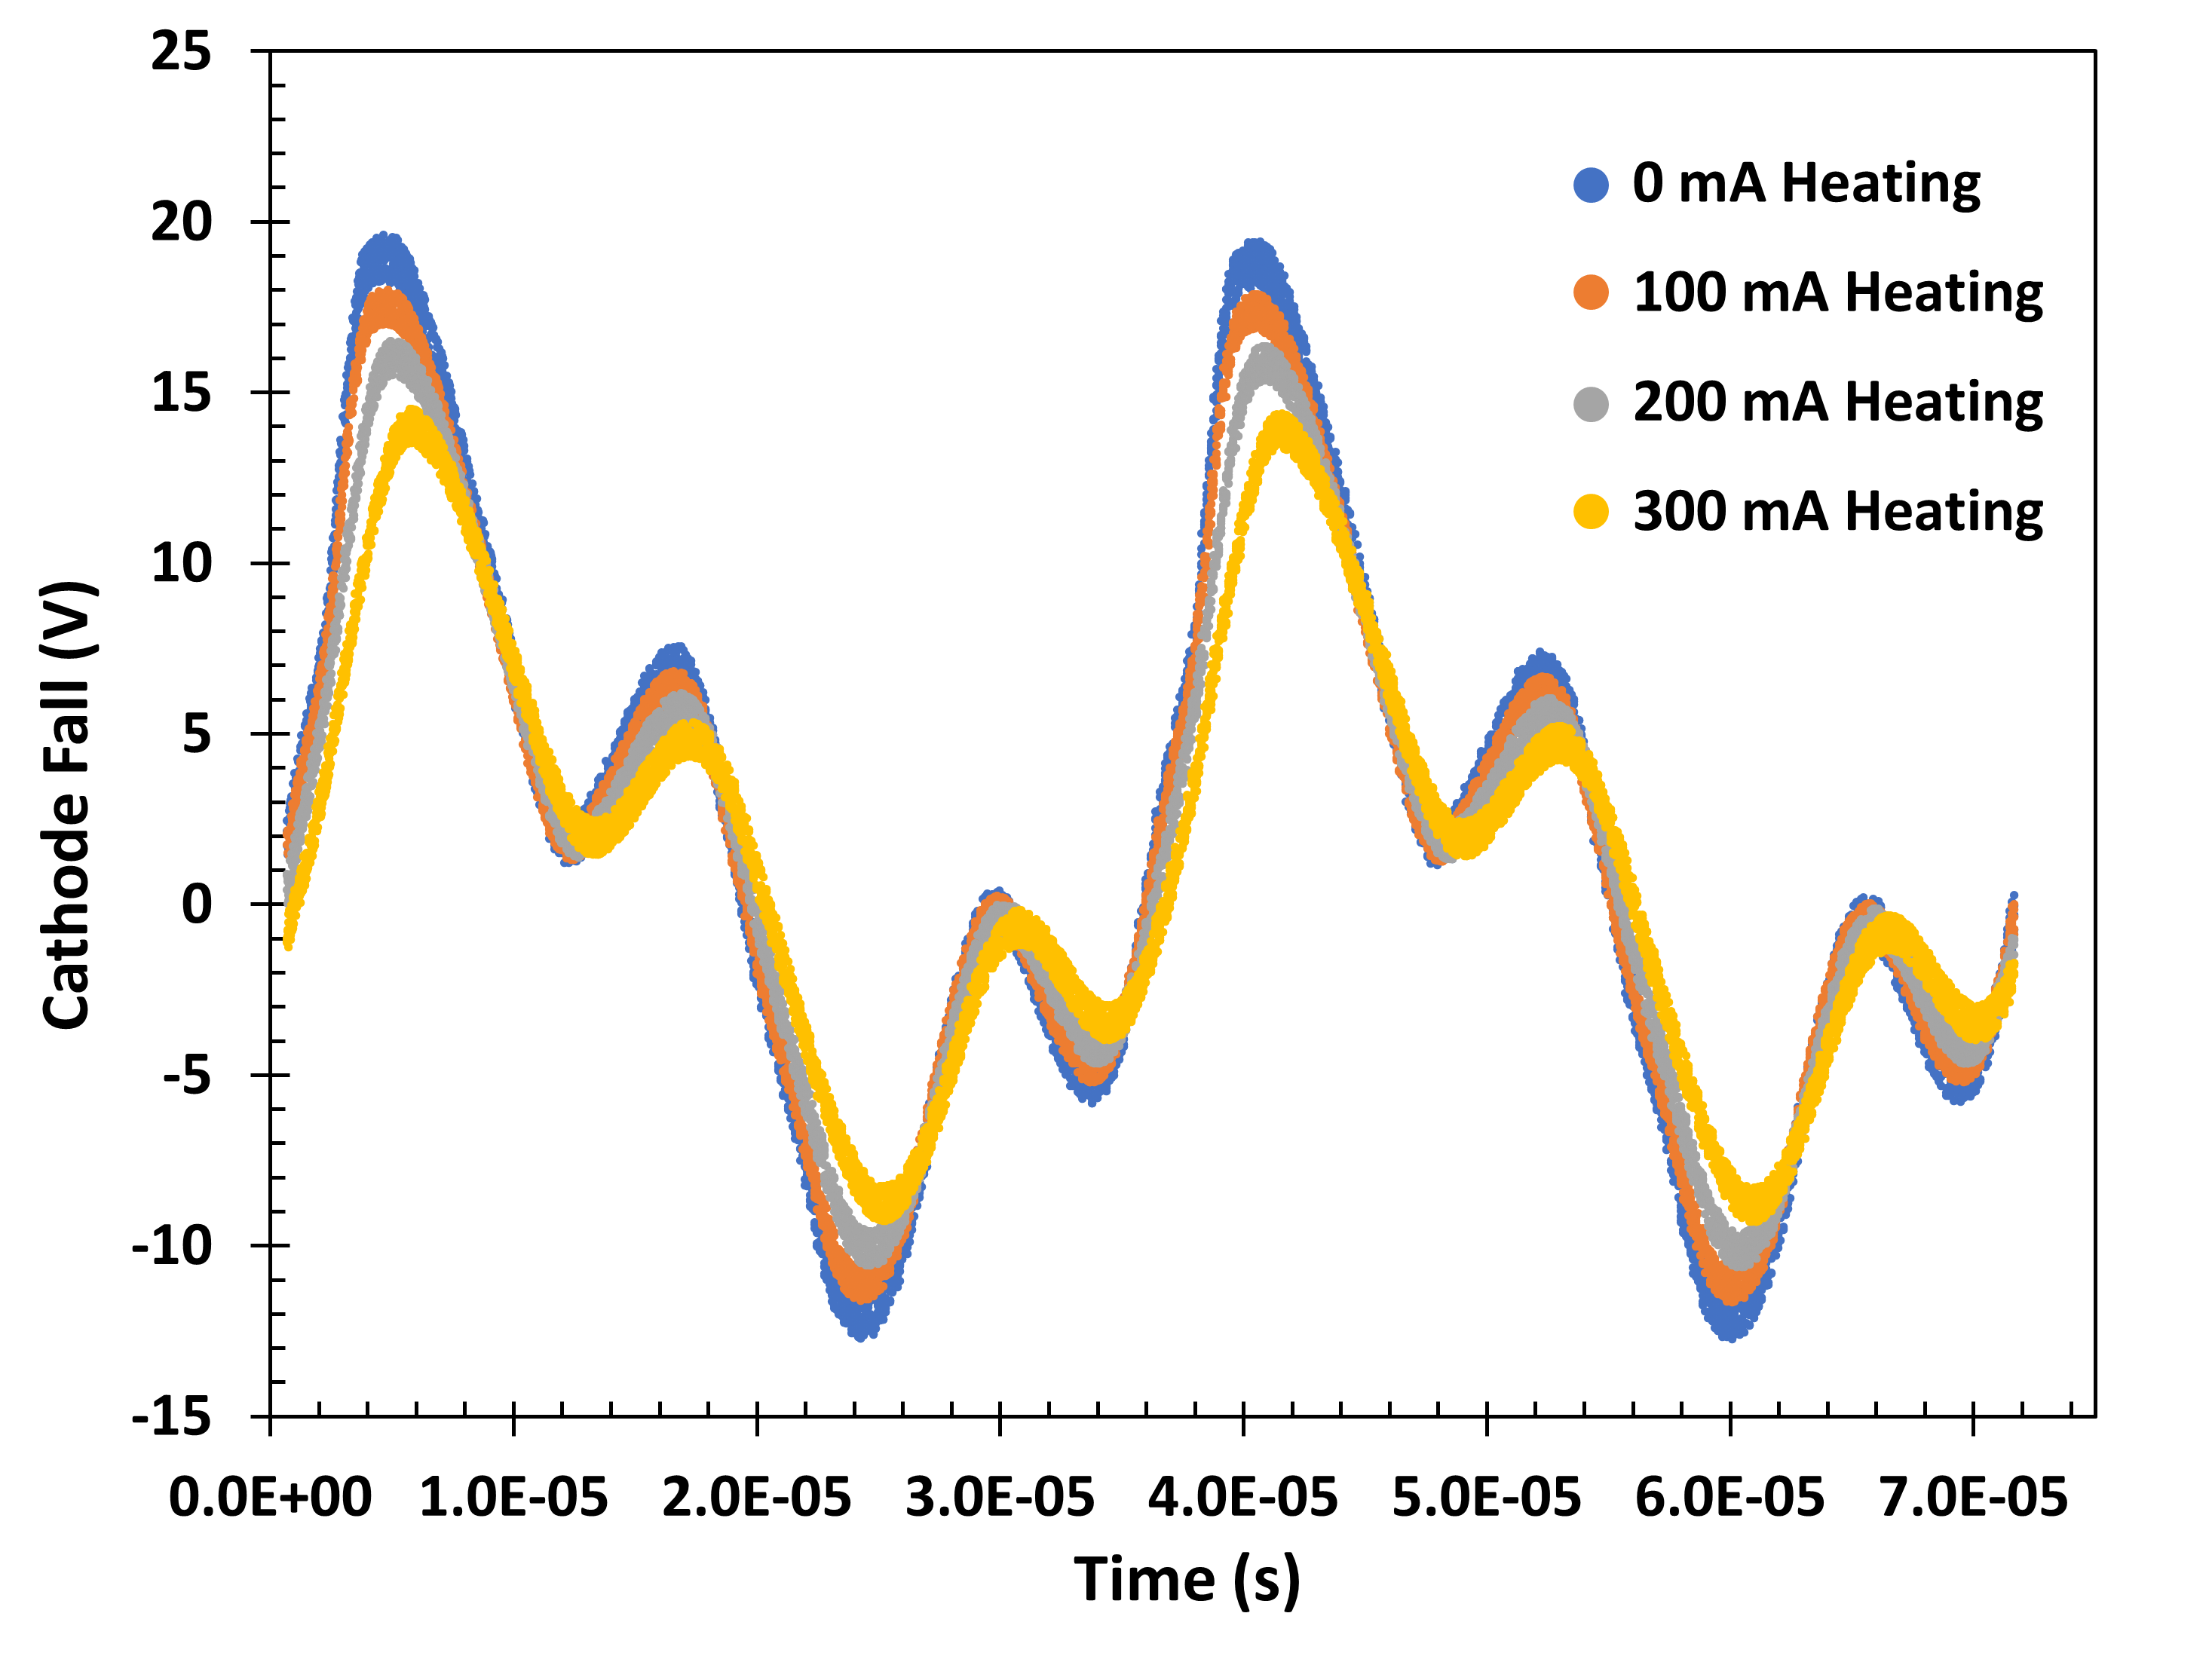 25
20
15
10
5
0
-5
-10
-15
Cathode Fall (V)
0 mA Heating
100 mA Heating
200 mA Heating
300 mA Heating
0.0E+00 1.0E-05 2.0E-05 3.0E-05 4.0E-05 5.0E-05 6.0E-05 7.0E-05
Time (s)